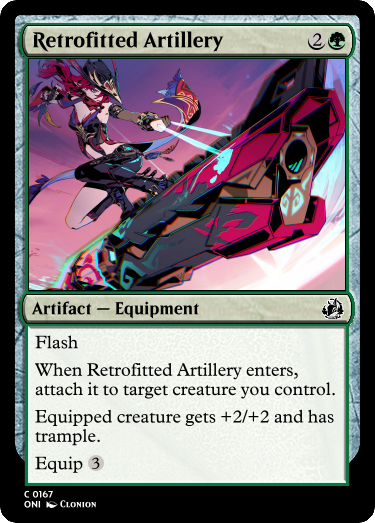 Retrofitted Artillery 2
Artifact — Equipment
Flash
When Retrofitted Artillery enters,
attach it to target creature you control.
Equipped creature gets +2/+2 and has
trample.
Equip 3
C 0167
ONI Clonion